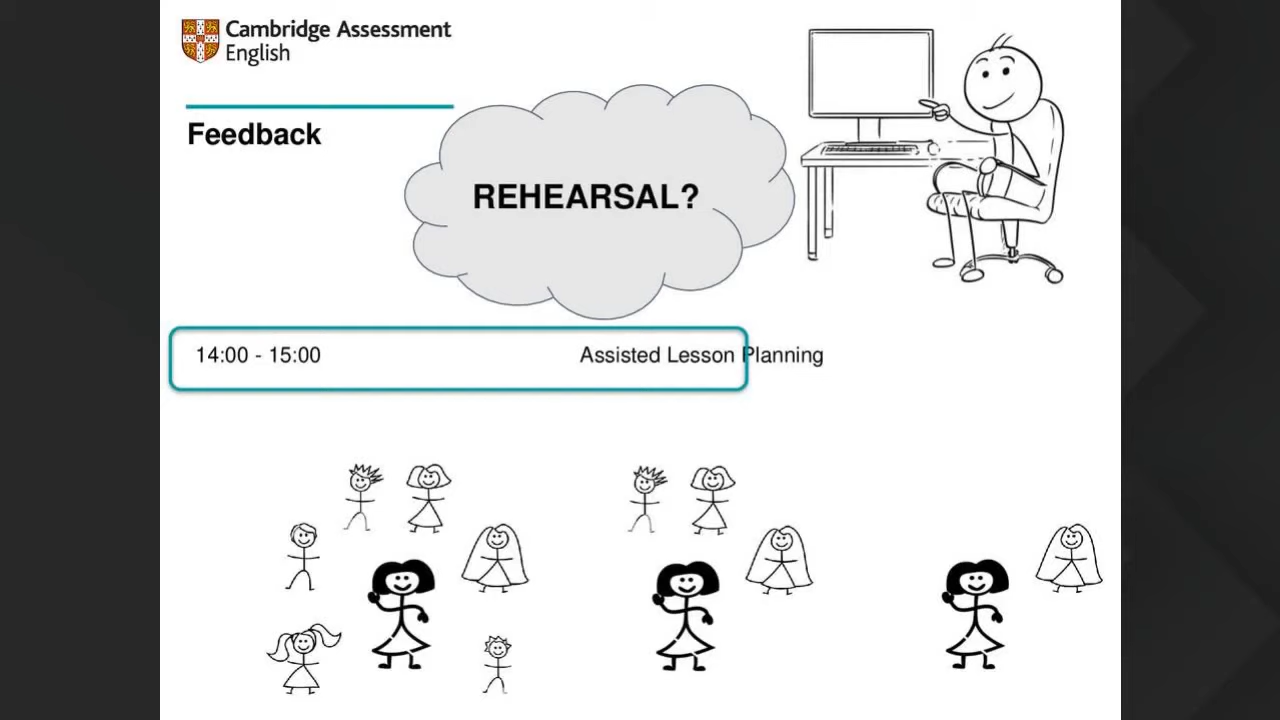 Cambridge Assessment
English
Feedback
REHEARSAL?
14:00 - 15:00 Assisted Lesson Planning